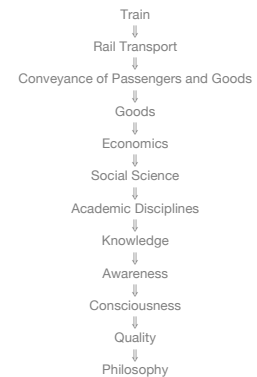 Train
⇓
Rail Transport
⇓
Conveyance of Passengers and Goods
⇓
Goods
⇓
Economics
⇓
Social Science
⇓
Academic Disciplines
⇓
Knowledge
⇓
Awareness
⇓
Consciousness
⇓
Quality
⇓
Philosophy